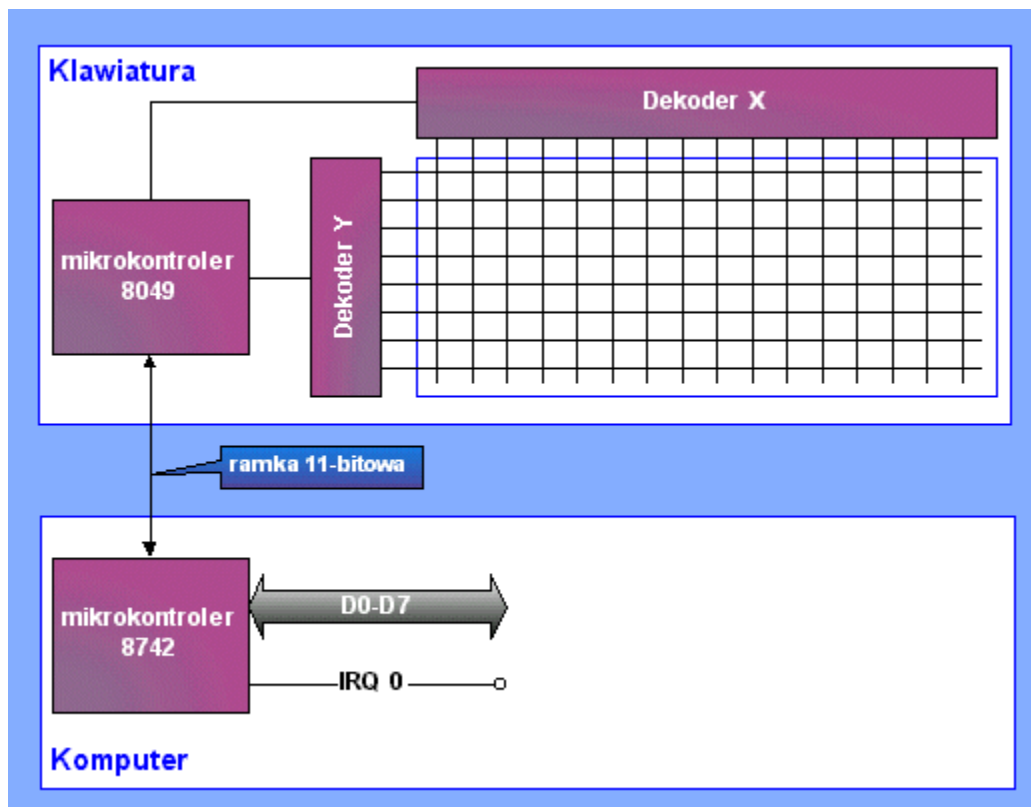 Klawiatura
Dekoder X
Dekoder Y
mikrokontroler
8049
ramka 11-bitowa
mikrokontroler
8742
D0-D7
IRQ 0
Komputer